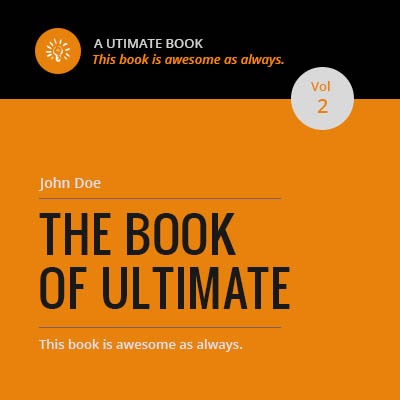 A UTIMATE BOOK
This book is awesome as always.
Vol
2
John Doe
THE BOOK
OF ULTIMATE
This book is awesome as always.